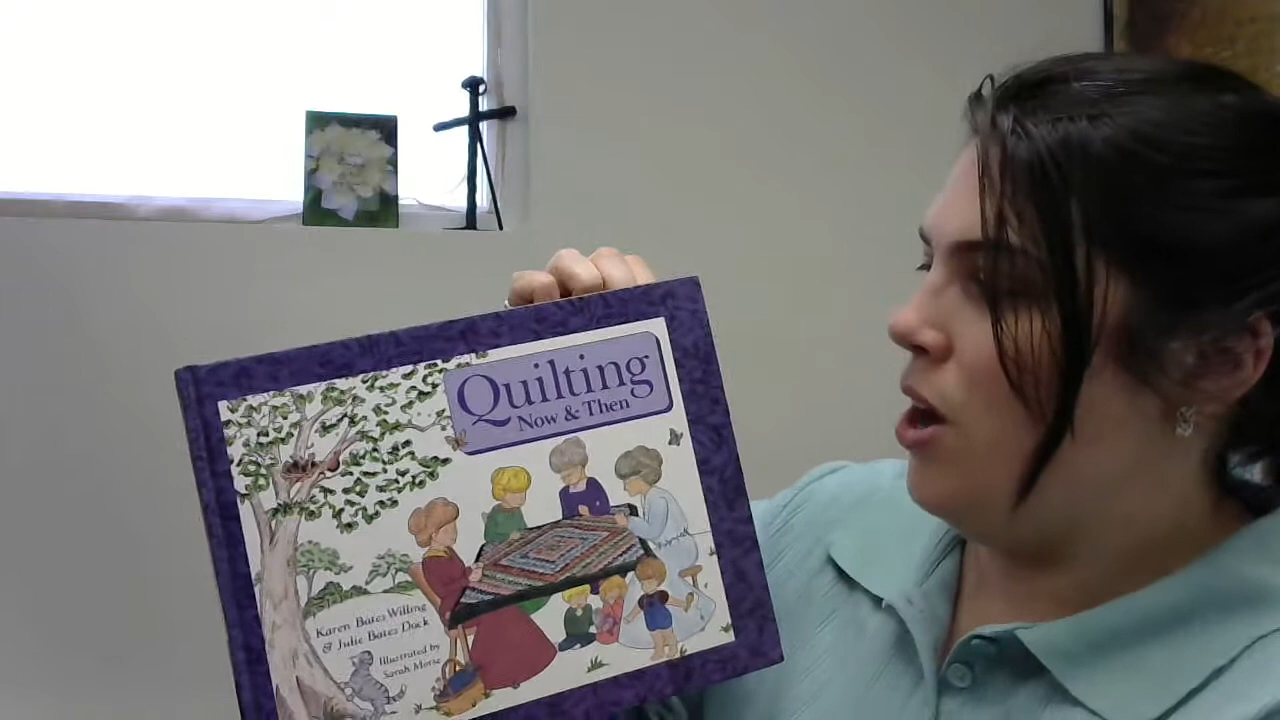 Quilting
Now & Then
Karen Bates Willing
& Julie Bates Dock
Illustrated by
Sarah Morse